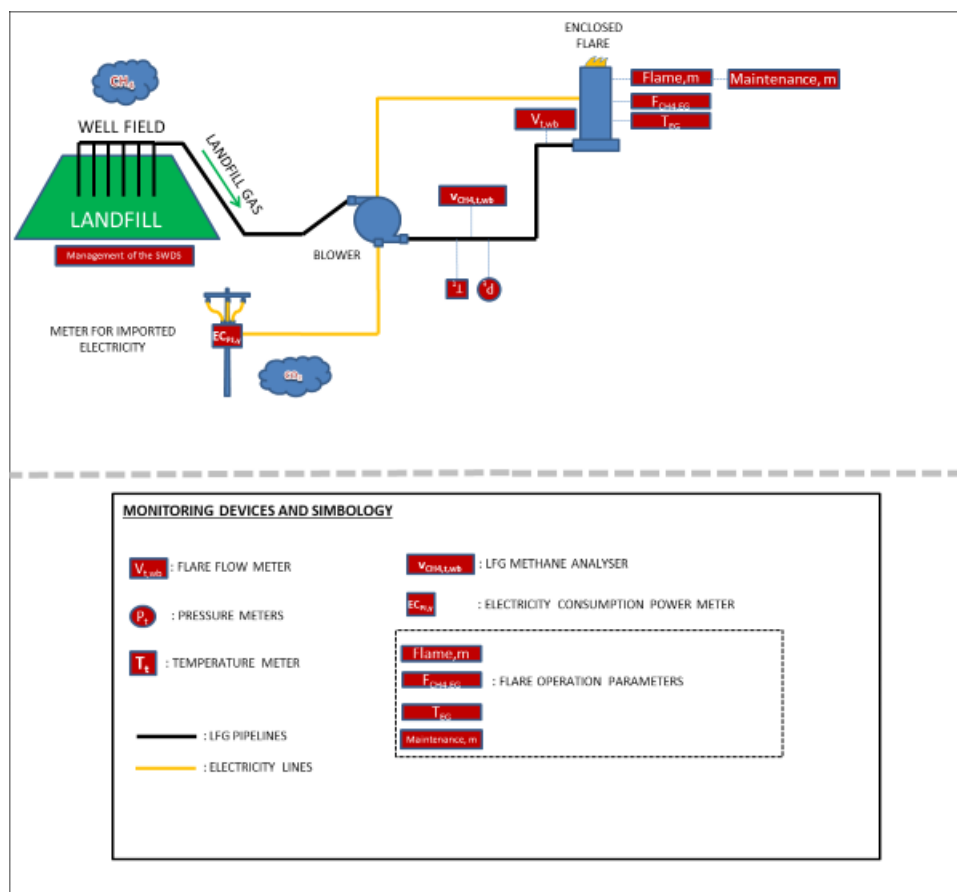 ENCLOSED
FLARE
CH₄
Flame,m
Maintenance, m
F_CH4,EG
T_EG
V_t,wb
WELL FIELD
LANDFILL GAS
v_CH4,t,wb
LANDFILL
BLOWER
Management of the SWDS
T_t
P_t
METER FOR IMPORTED
ELECTRICITY
EC_PJ,y
CO₂
MONITORING DEVICES AND SIMBOLOGY
V_t,wb : FLARE FLOW METER
v_CH4,t,wb : LFG METHANE ANALYSER
P_t : PRESSURE METERS
EC_PJ,y : ELECTRICITY CONSUMPTION POWER METER
T_t : TEMPERATURE METER
Flame,m
F_CH4,EG : FLARE OPERATION PARAMETERS
T_EG
Maintenance, m
: LFG PIPELINES
: ELECTRICITY LINES